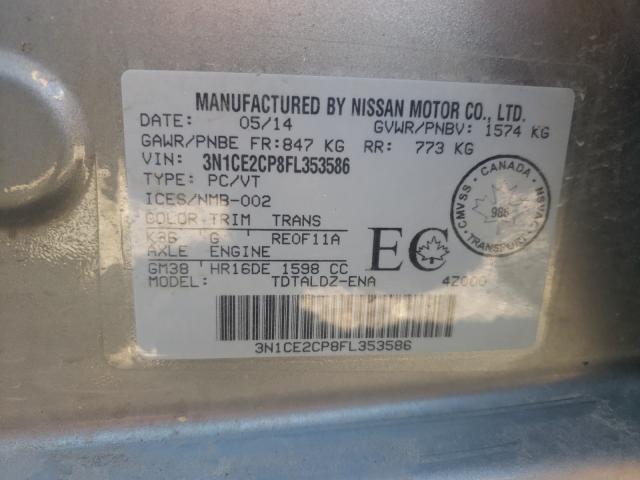 MANUFACTURED BY NISSAN MOTOR CO., LTD.
DATE: 05/14 GVWR/PNBV: 1574 KG
GAWR/PNBE FR:847 KG RR: 773 KG
VIN: 3N1CE2CP8FL353586
TYPE: PC/VT
ICES/NMB-002
COLOR TRIM TRANS
K36 G RE0F11A
AXLE ENGINE
GM38 HR16DE 1598 CC
MODEL: TDTALDZ-ENA 4Z000
EC
CMVSS • CANADA • NSVAC
TRANSPORT
986
3N1CE2CP8FL353586